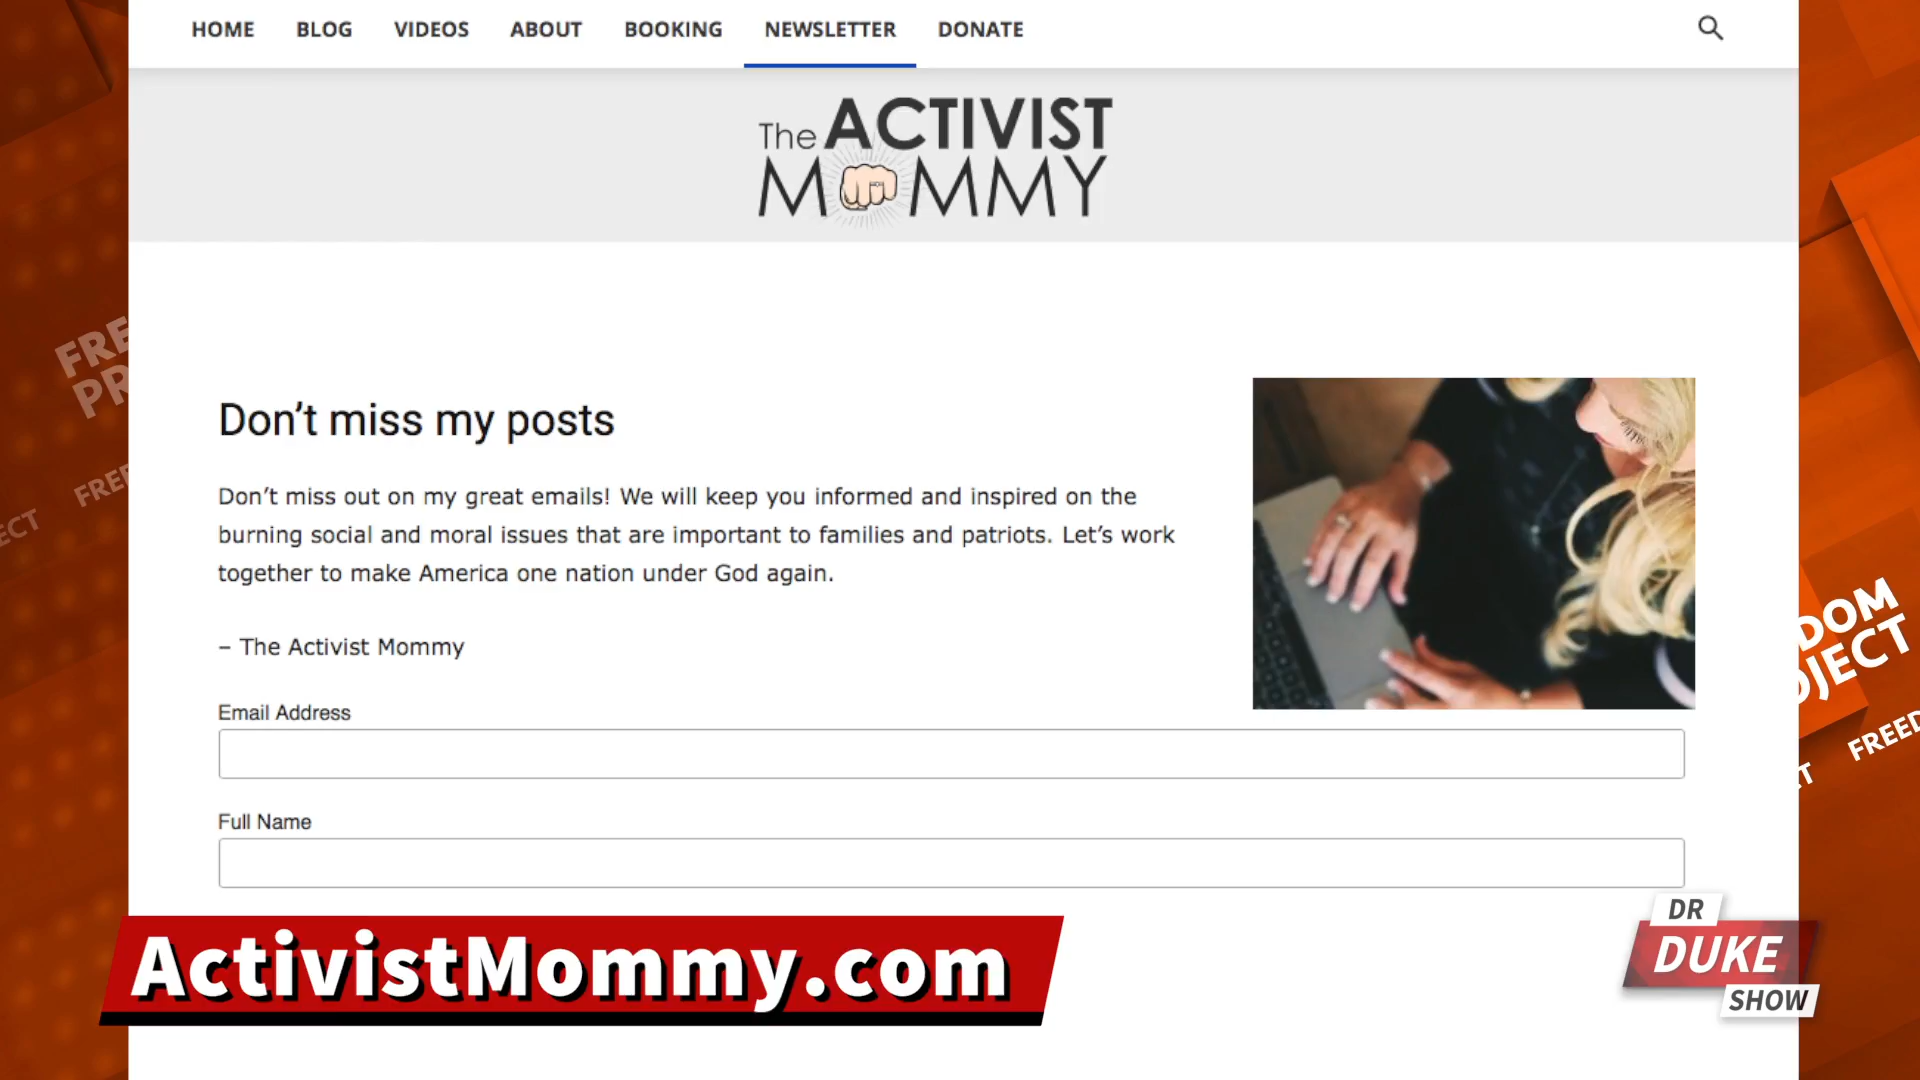 HOME BLOG VIDEOS ABOUT BOOKING NEWSLETTER DONATE
The ACTIVIST
MOMMY
Don’t miss my posts
Don’t miss out on my great emails! We will keep you informed and inspired on the
burning social and moral issues that are important to families and patriots. Let’s work
together to make America one nation under God again.
– The Activist Mommy
Email Address
Full Name
ActivistMommy.com
DR
DUKE
SHOW